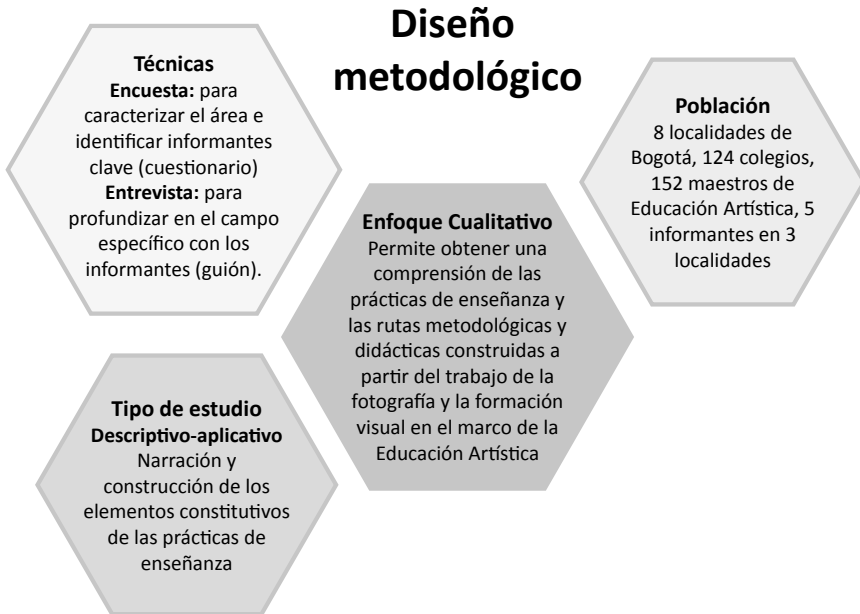 Diseño
metodológico
Técnicas
Encuesta: para
caracterizar el área e
identificar informantes
clave (cuestionario)
Entrevista: para
profundizar en el campo
específico con los
informantes (guión).
Población
8 localidades de
Bogotá, 124 colegios,
152 maestros de
Educación Artística, 5
informantes en 3
localidades
Enfoque Cualitativo
Permite obtener una
comprensión de las
prácticas de enseñanza y
las rutas metodológicas y
didácticas construidas a
partir del trabajo de la
fotografía y la formación
visual en el marco de la
Educación Artística
Tipo de estudio
Descriptivo-aplicativo
Narración y
construcción de los
elementos constitutivos
de las prácticas de
enseñanza